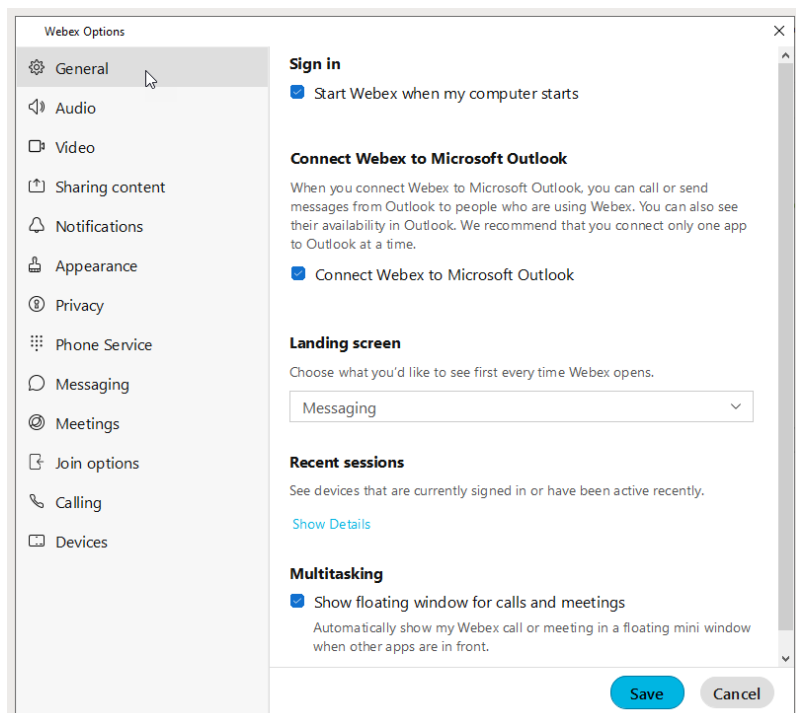 Webex Options
General
Audio
Video
Sharing content
Notifications
Appearance
Privacy
Phone Service
Messaging
Meetings
Join options
Calling
Devices
Sign in
Start Webex when my computer starts
Connect Webex to Microsoft Outlook
When you connect Webex to Microsoft Outlook, you can call or send
messages from Outlook to people who are using Webex. You can also see
their availability in Outlook. We recommend that you connect only one app
to Outlook at a time.
Connect Webex to Microsoft Outlook
Landing screen
Choose what you'd like to see first every time Webex opens.
Messaging
Recent sessions
See devices that are currently signed in or have been active recently.
Show Details
Multitasking
Show floating window for calls and meetings
Automatically show my Webex call or meeting in a floating mini window
when other apps are in front.
Save
Cancel